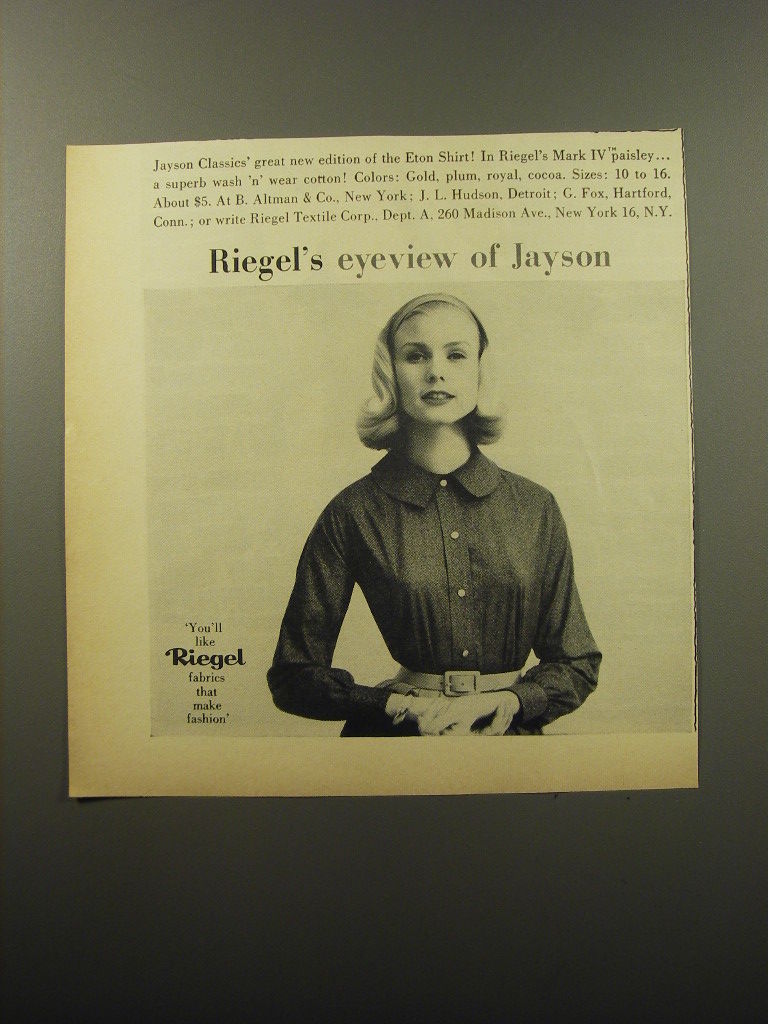 Jayson Classics' great new edition of the Eton Shirt! In Riegel's Mark IV™ paisley...
a superb wash 'n' wear cotton! Colors: Gold, plum, royal, cocoa. Sizes: 10 to 16.
About $5. At B. Altman & Co., New York; J. L. Hudson, Detroit; G. Fox, Hartford,
Conn.; or write Riegel Textile Corp., Dept. A, 260 Madison Ave., New York 16, N.Y.
Riegel's eyeview of Jayson
'You'll
like
Riegel
fabrics
that
make
fashion'